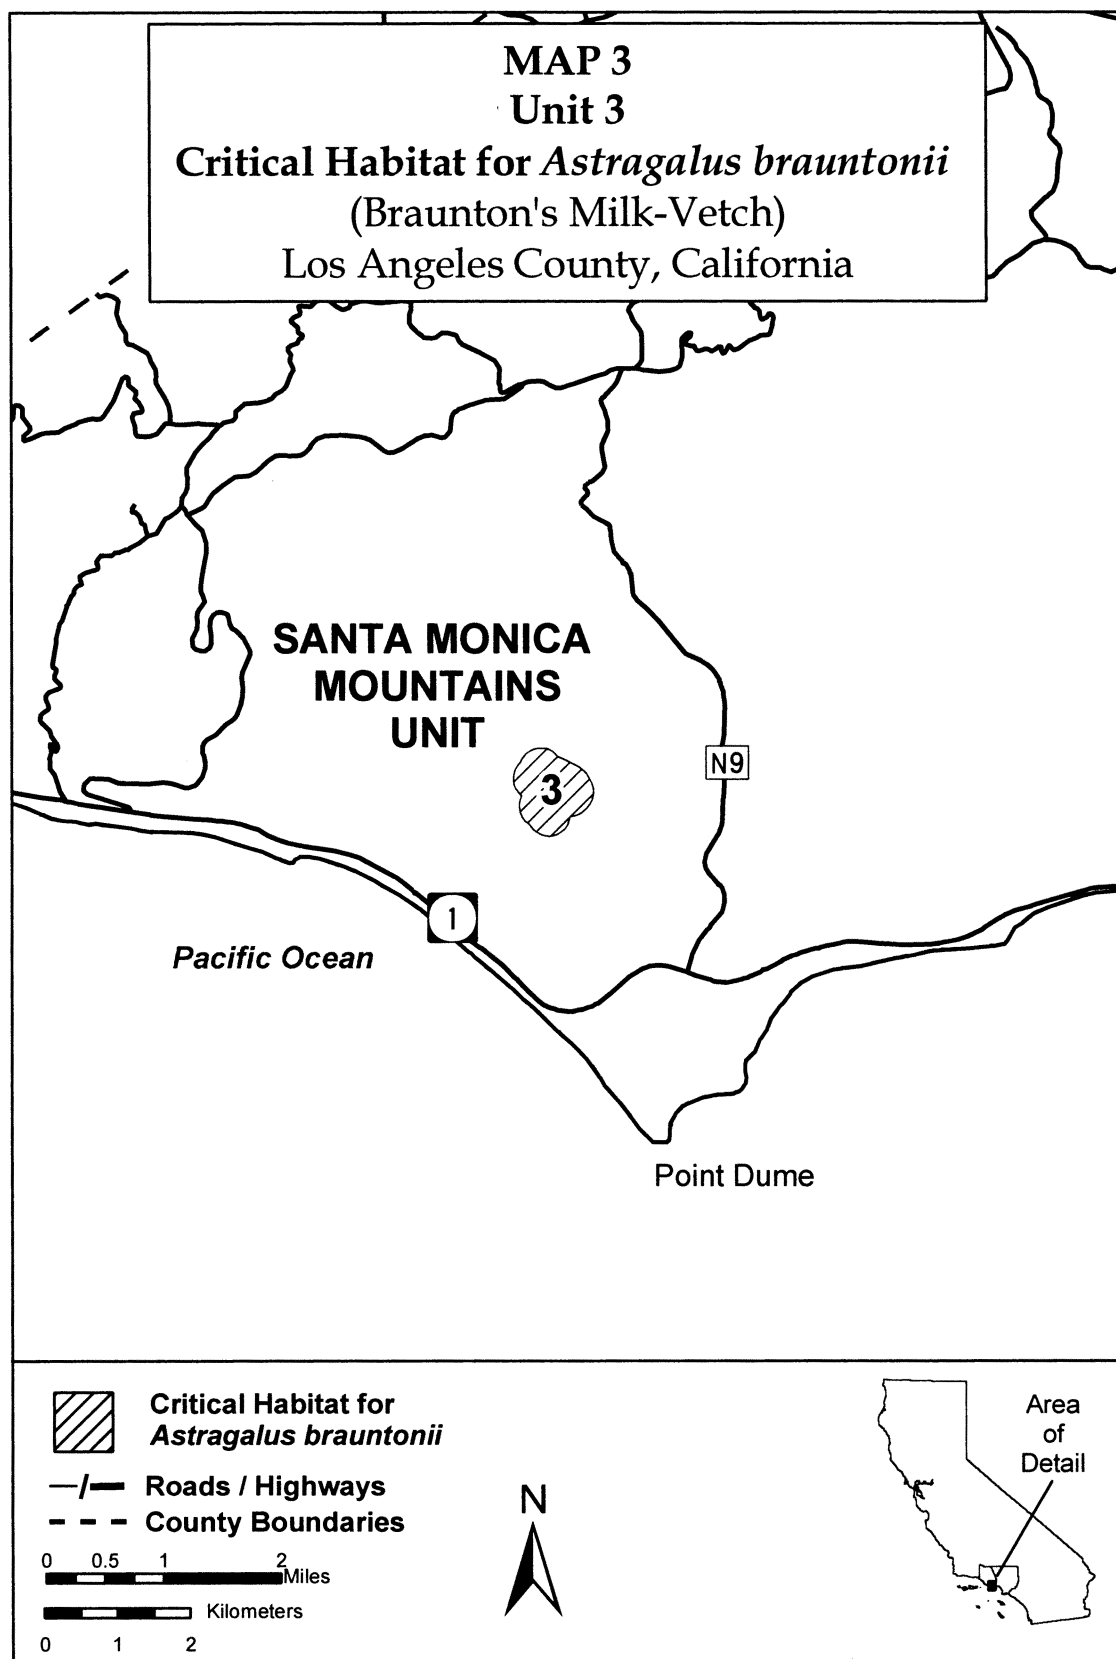 MAP 3
Unit 3
Critical Habitat for Astragalus brauntonii
(Braunton's Milk-Vetch)
Los Angeles County, California
SANTA MONICA
MOUNTAINS
UNIT
3
N9
1
Pacific Ocean
Point Dume
Critical Habitat for
Astragalus brauntonii
Roads / Highways
County Boundaries
0 0.5 1 2
Miles
Kilometers
0 1 2
N
Area
of
Detail